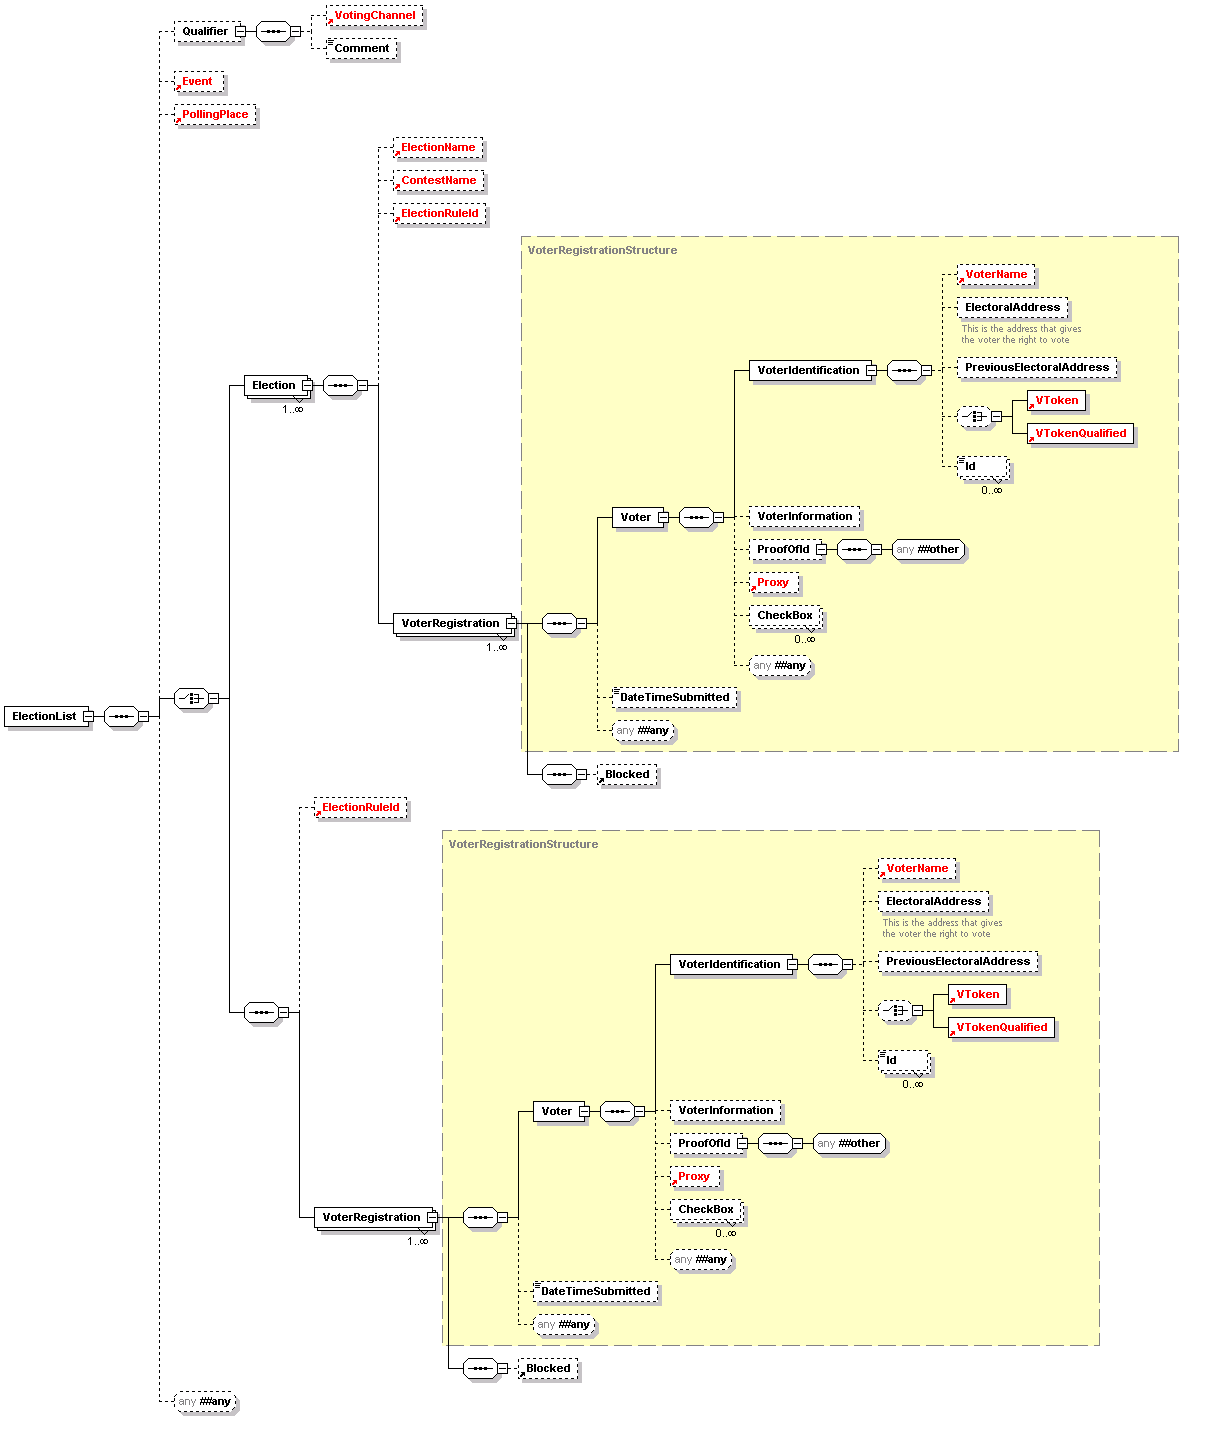 Qualifier
VotingChannel
Comment
Event
PollingPlace
ElectionName
ContestName
ElectionRuleId
VoterRegistrationStructure
VoterName
ElectoralAddress
This is the address that gives
the voter the right to vote
VoterIdentification
PreviousElectoralAddress
Election
1..∞
VToken
VTokenQualified
Id
0..∞
Voter
VoterInformation
ProofOfId
any ##other
Proxy
CheckBox
0..∞
VoterRegistration
1..∞
any ##any
DateTimeSubmitted
ElectionList
any ##any
Blocked
ElectionRuleId
VoterRegistrationStructure
VoterName
ElectoralAddress
This is the address that gives
the voter the right to vote
VoterIdentification
PreviousElectoralAddress
VToken
VTokenQualified
Id
0..∞
Voter
VoterInformation
ProofOfId
any ##other
Proxy
CheckBox
0..∞
VoterRegistration
1..∞
any ##any
DateTimeSubmitted
any ##any
Blocked
any ##any